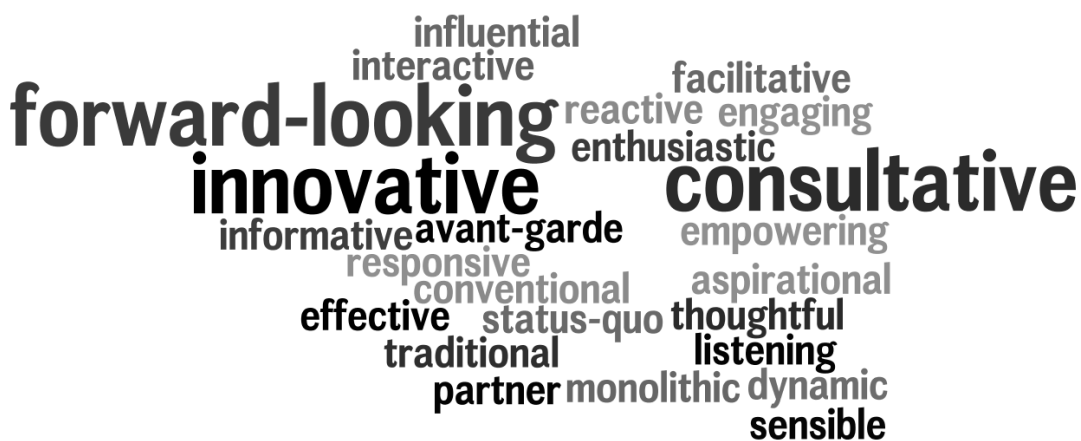 influential
interactive
facilitative
forward-looking
reactive engaging
enthusiastic
innovative
consultative
informative avant-garde
empowering
responsive
conventional
aspirational
effective status-quo thoughtful
traditional
listening
partner monolithic dynamic
sensible